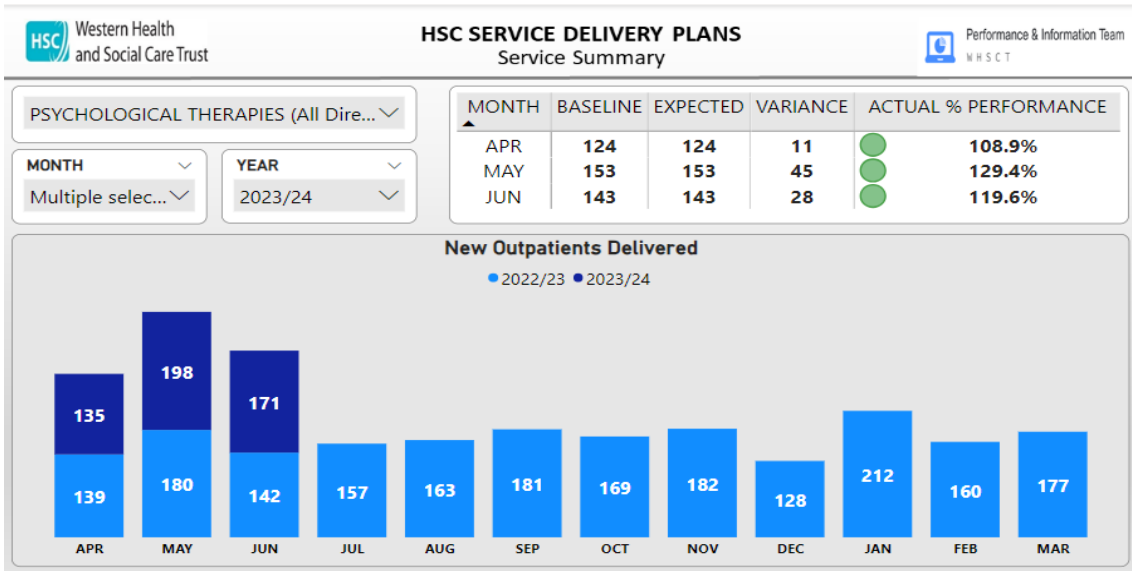 HSC
Western Health
and Social Care Trust
HSC SERVICE DELIVERY PLANS
Service Summary
Performance & Information Team
WHSCT
PSYCHOLOGICAL THERAPIES (All Dire...
MONTH
Multiple selec...
YEAR
2023/24
MONTH BASELINE EXPECTED VARIANCE ACTUAL % PERFORMANCE
APR 124 124 11 108.9%
MAY 153 153 45 129.4%
JUN 143 143 28 119.6%
New Outpatients Delivered
2022/23 2023/24
135 198 171
139 180 142 157 163 181 169 182 128 212 160 177
APR MAY JUN JUL AUG SEP OCT NOV DEC JAN FEB MAR